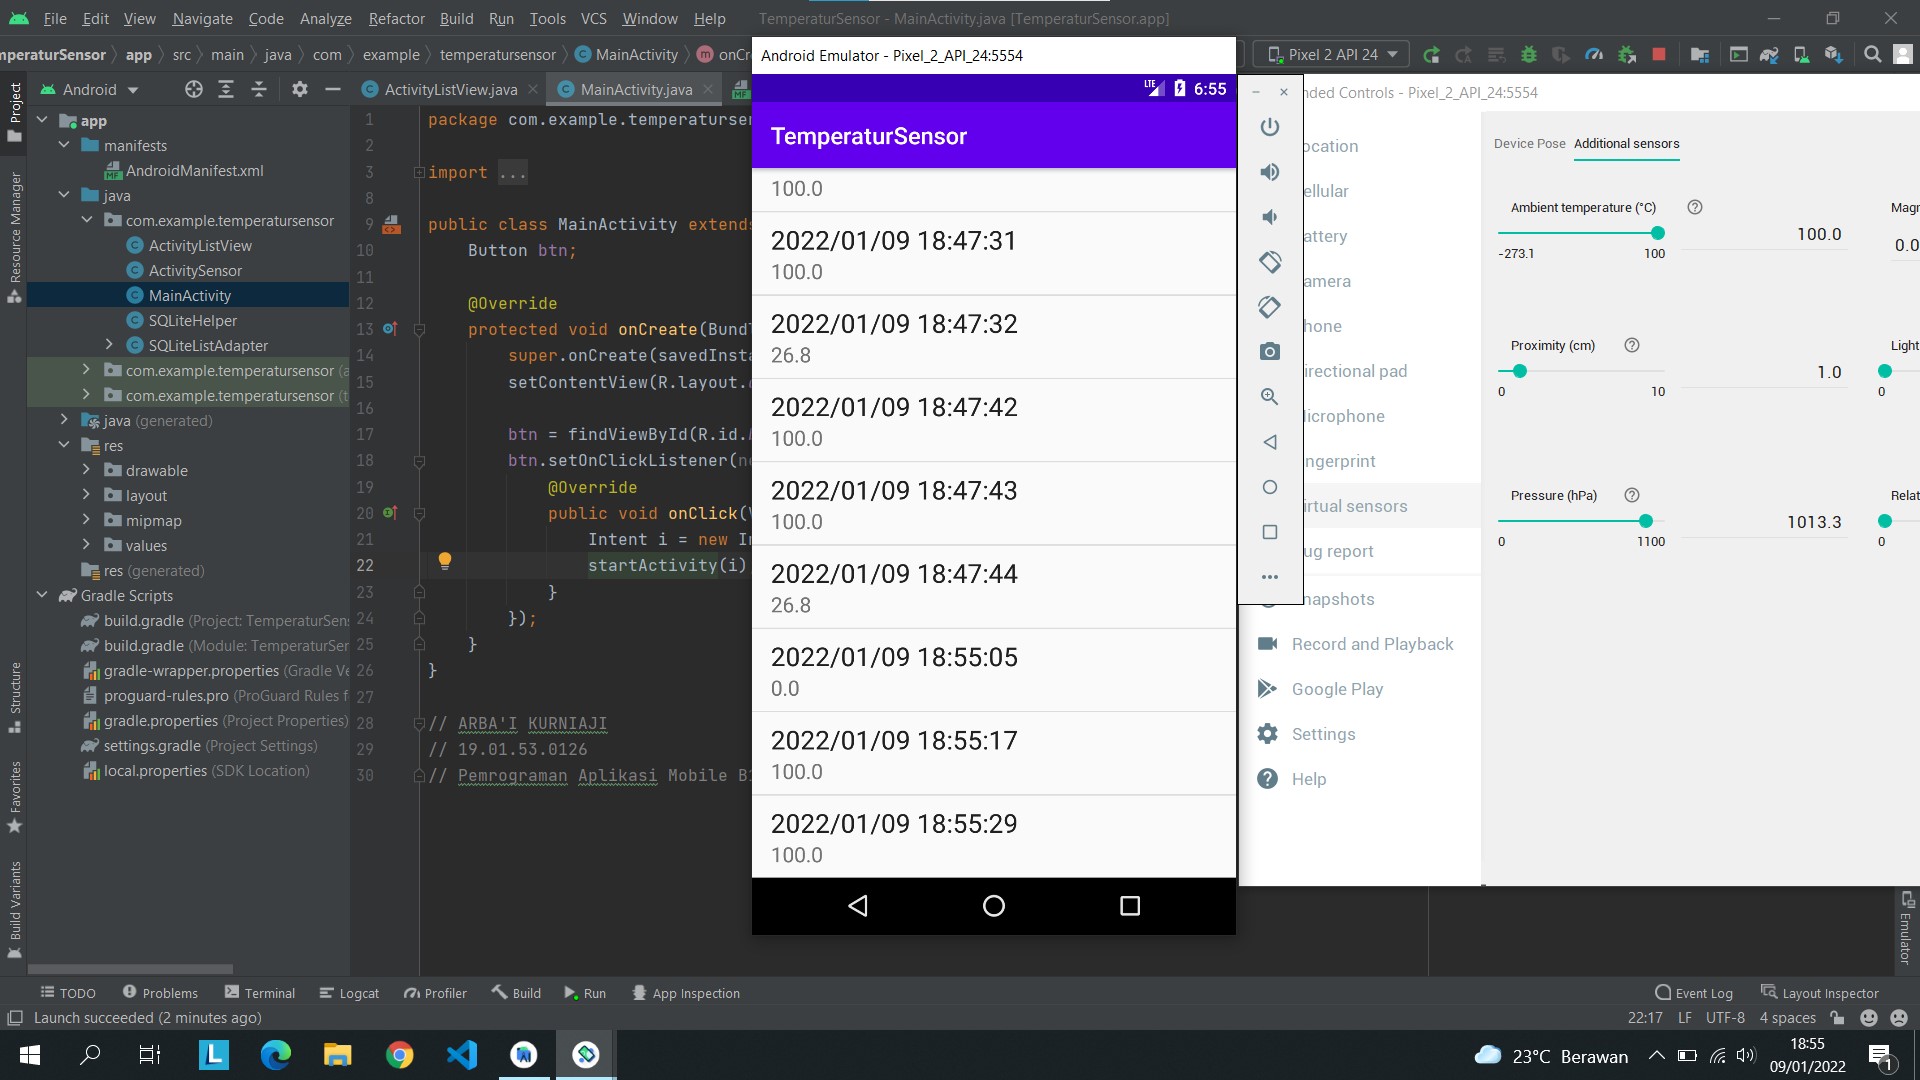 File Edit View Navigate Code Analyze Refactor Build Run Tools VCS Window Help TemperaturSensor - MainActivity.java [TemperaturSensor.app]
mperaturSensor app src main java com example temperatursensor MainActivity onCr Pixel 2 API 24
Android
ActivityListView.java MainActivity.java
Project
Resource Manager
Structure
Favorites
Build Variants
app
manifests
AndroidManifest.xml
java
com.example.temperatursensor
ActivityListView
ActivitySensor
MainActivity
SQLiteHelper
SQLiteListAdapter
com.example.temperatursensor (a
com.example.temperatursensor (t
java (generated)
res
drawable
layout
mipmap
values
res (generated)
Gradle Scripts
build.gradle (Project: TemperaturSens
build.gradle (Module: TemperaturSer
gradle-wrapper.properties (Gradle Ve
proguard-rules.pro (ProGuard Rules f
gradle.properties (Project Properties)
settings.gradle (Project Settings)
local.properties (SDK Location)
1 package com.example.temperaturse
2
3 import ...
8
9 public class MainActivity extends
10 Button btn;
11
12 @Override
13 protected void onCreate(Bund
14 super.onCreate(savedInsta
15 setContentView(R.layout.
16
17 btn = findViewById(R.id.
18 btn.setOnClickListener(ne
19 @Override
20 public void onClick(V
21 Intent i = new In
22 startActivity(i)
23 }
24 });
25 }
26 }
27
28 // ARBA'I KURNIAJI
29 // 19.01.53.0126
30 // Pemrograman Aplikasi Mobile B1
Android Emulator - Pixel_2_API_24:5554
LTE 6:55
TemperaturSensor
100.0
2022/01/09 18:47:31
100.0
2022/01/09 18:47:32
26.8
2022/01/09 18:47:42
100.0
2022/01/09 18:47:43
100.0
2022/01/09 18:47:44
26.8
2022/01/09 18:55:05
0.0
2022/01/09 18:55:17
100.0
2022/01/09 18:55:29
100.0
nded Controls - Pixel_2_API_24:5554
ocation
ellular
attery
amera
hone
irectional pad
icrophone
ngerprint
irtual sensors
ug report
napshots
Record and Playback
Google Play
Settings
Help
Device Pose Additional sensors
Ambient temperature (°C)
100.0
-273.1 100
Magr
0.0
Proximity (cm)
1.0
0 10
Light
0
Pressure (hPa)
1013.3
0 1100
Relat
0
Emulator
TODO Problems Terminal Logcat Profiler Build Run App Inspection Event Log Layout Inspector
Launch succeeded (2 minutes ago) 22:17 LF UTF-8 4 spaces
L
23°C Berawan
18:55
09/01/2022
1